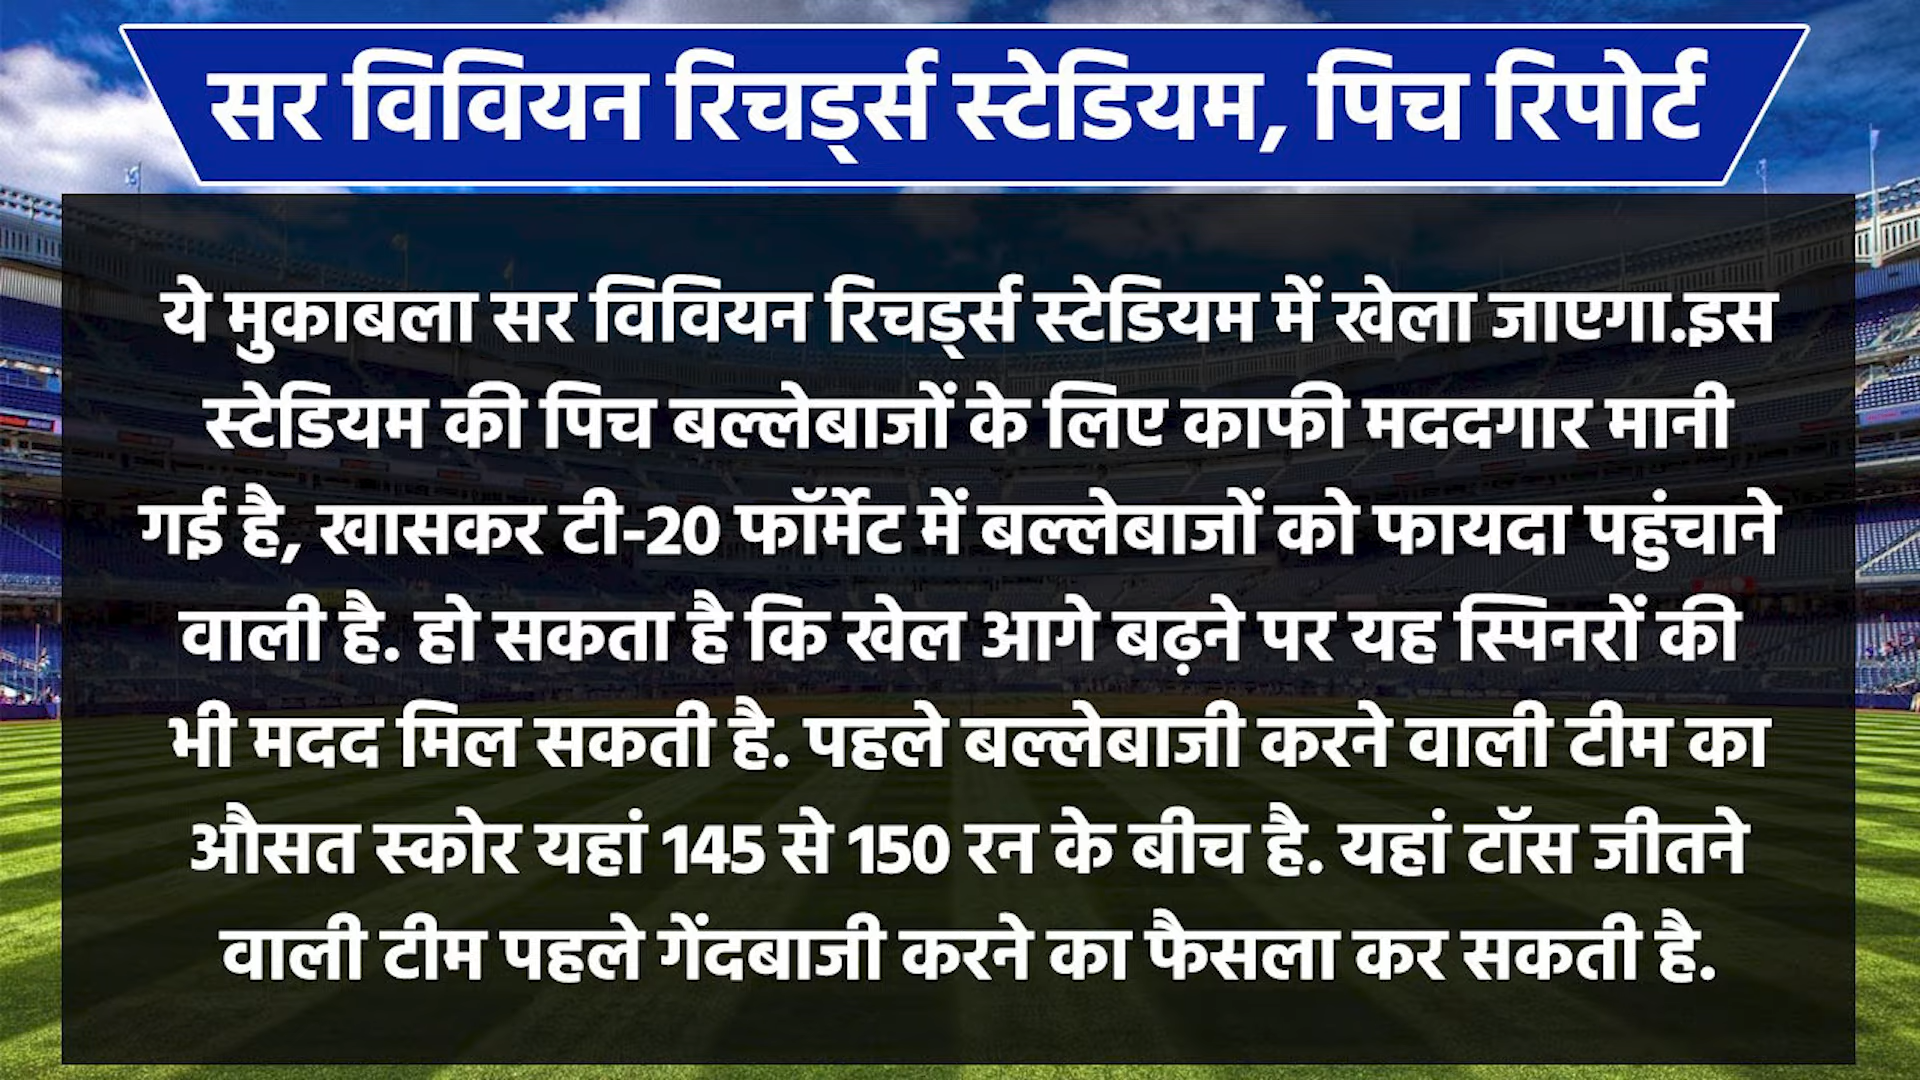 सर विवियन रिचर्ड्स स्टेडियम, पिच रिपोर्ट
ये मुकाबला सर विवियन रिचर्ड्स स्टेडियम में खेला जाएगा.इस
स्टेडियम की पिच बल्लेबाजों के लिए काफी मददगार मानी
गई है, खासकर टी-20 फॉर्मेट में बल्लेबाजों को फायदा पहुंचाने
वाली है. हो सकता है कि खेल आगे बढ़ने पर यह स्पिनरों की
भी मदद मिल सकती है. पहले बल्लेबाजी करने वाली टीम का
औसत स्कोर यहां 145 से 150 रन के बीच है. यहां टॉस जीतने
वाली टीम पहले गेंदबाजी करने का फैसला कर सकती है.